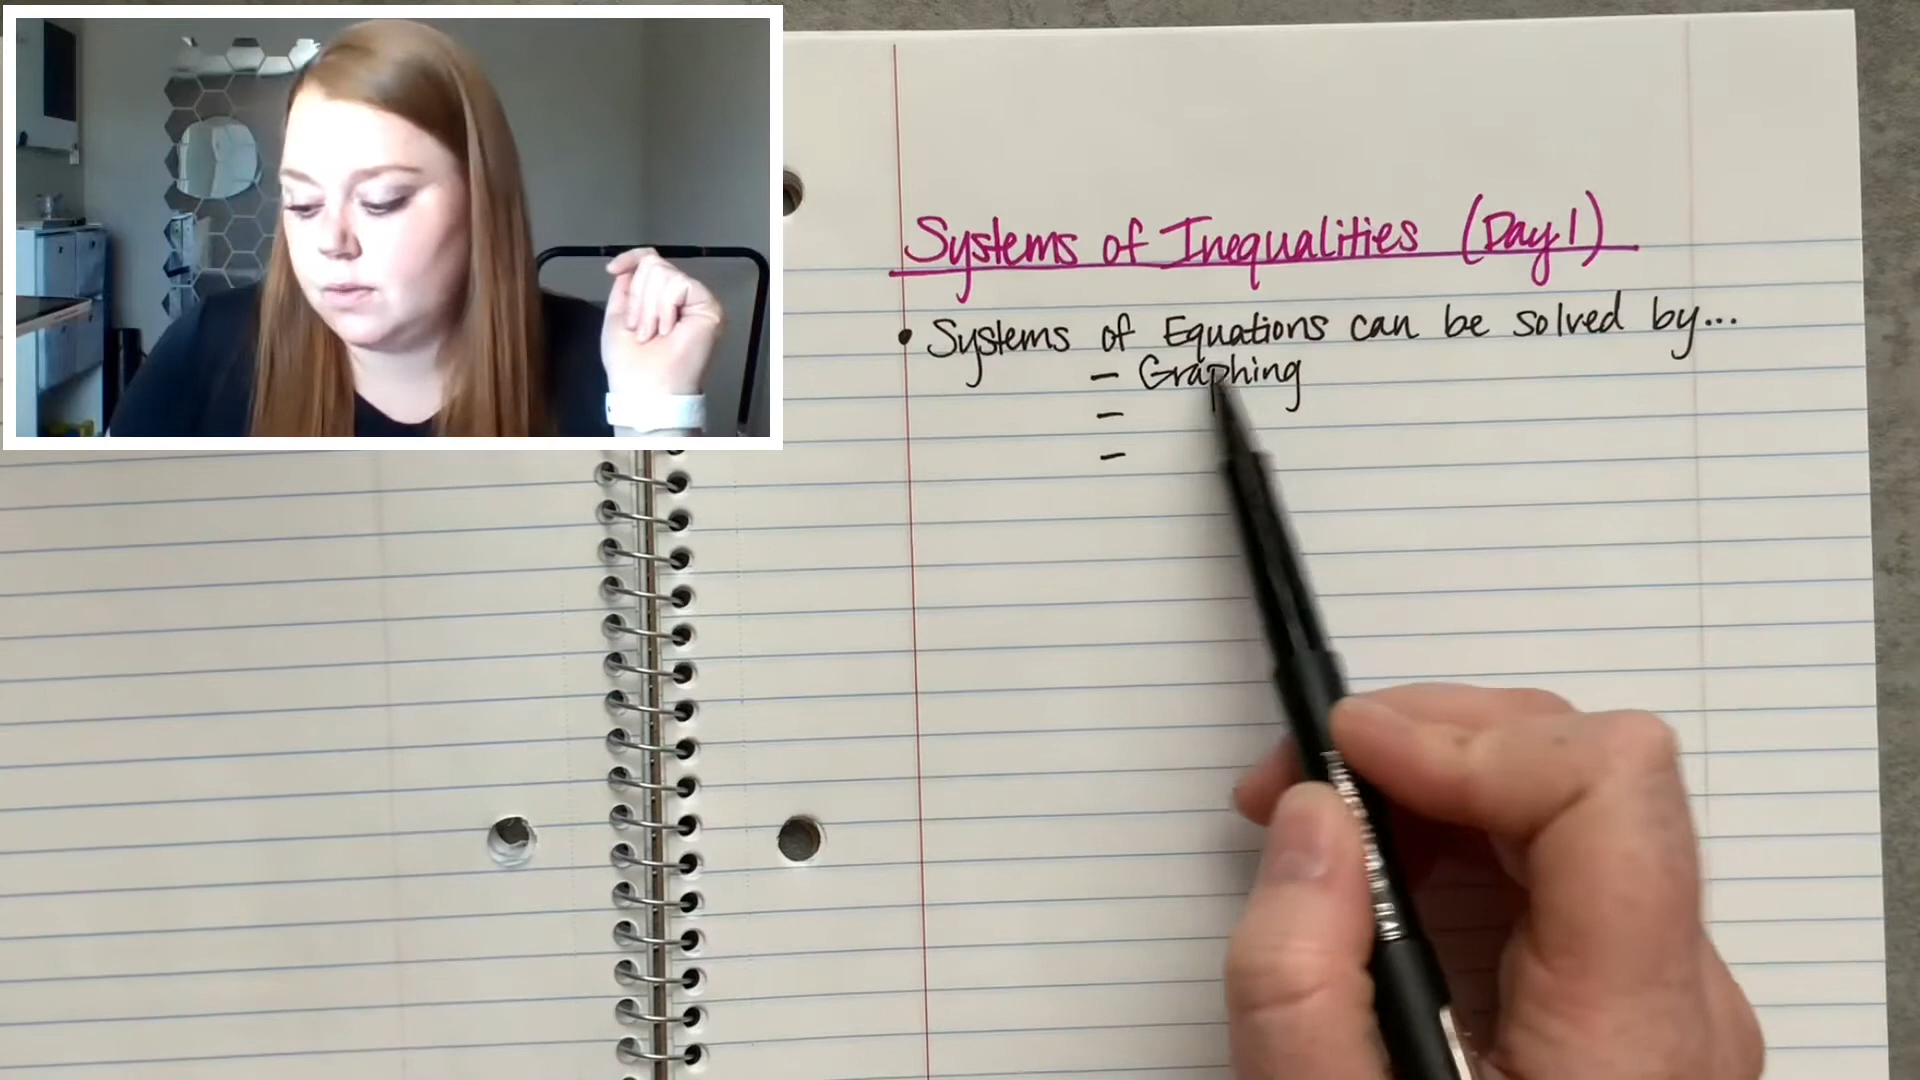 Systems of Inequalities (Day 1)
• Systems of Equations can be solved by...
– Graphing
–
–